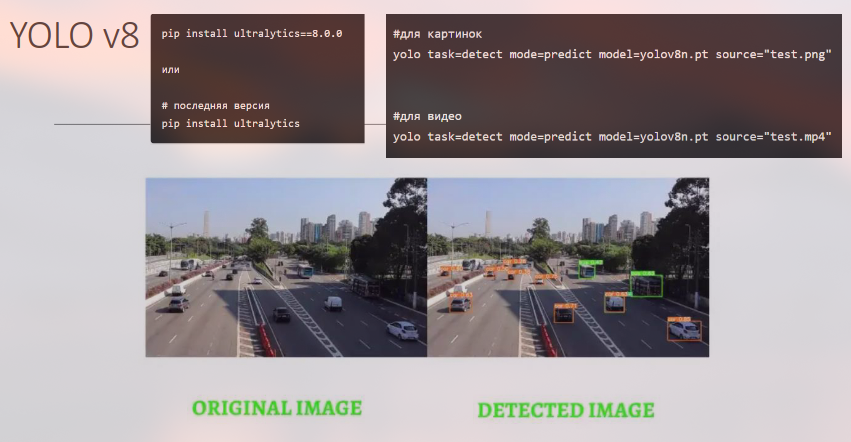 YOLO v8
pip install ultralytics==8.0.0
или
# последняя версия
pip install ultralytics
#для картинок
yolo task=detect mode=predict model=yolov8n.pt source="test.png"
#для видео
yolo task=detect mode=predict model=yolov8n.pt source="test.mp4"
ORIGINAL IMAGE
DETECTED IMAGE